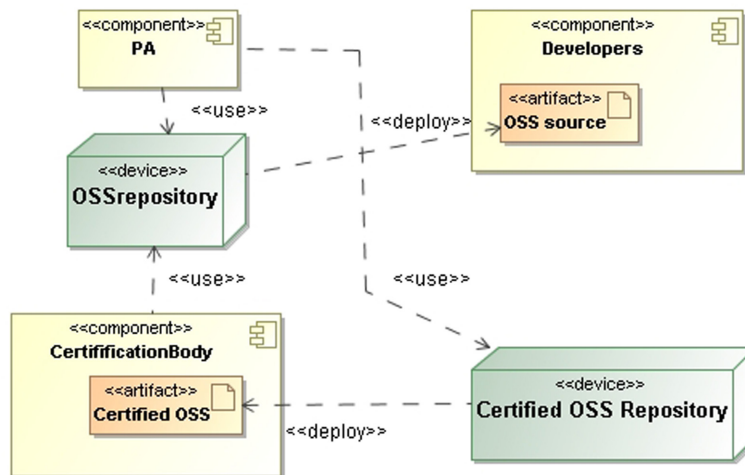 <<component>>
PA
<<component>>
Developers
<<artifact>>
OSS source
<<use>>
<<deploy>>
<<device>>
OSSrepository
<<use>>
<<use>>
<<component>>
CertifificationBody
<<artifact>>
Certified OSS
<<deploy>>
<<device>>
Certified OSS Repository